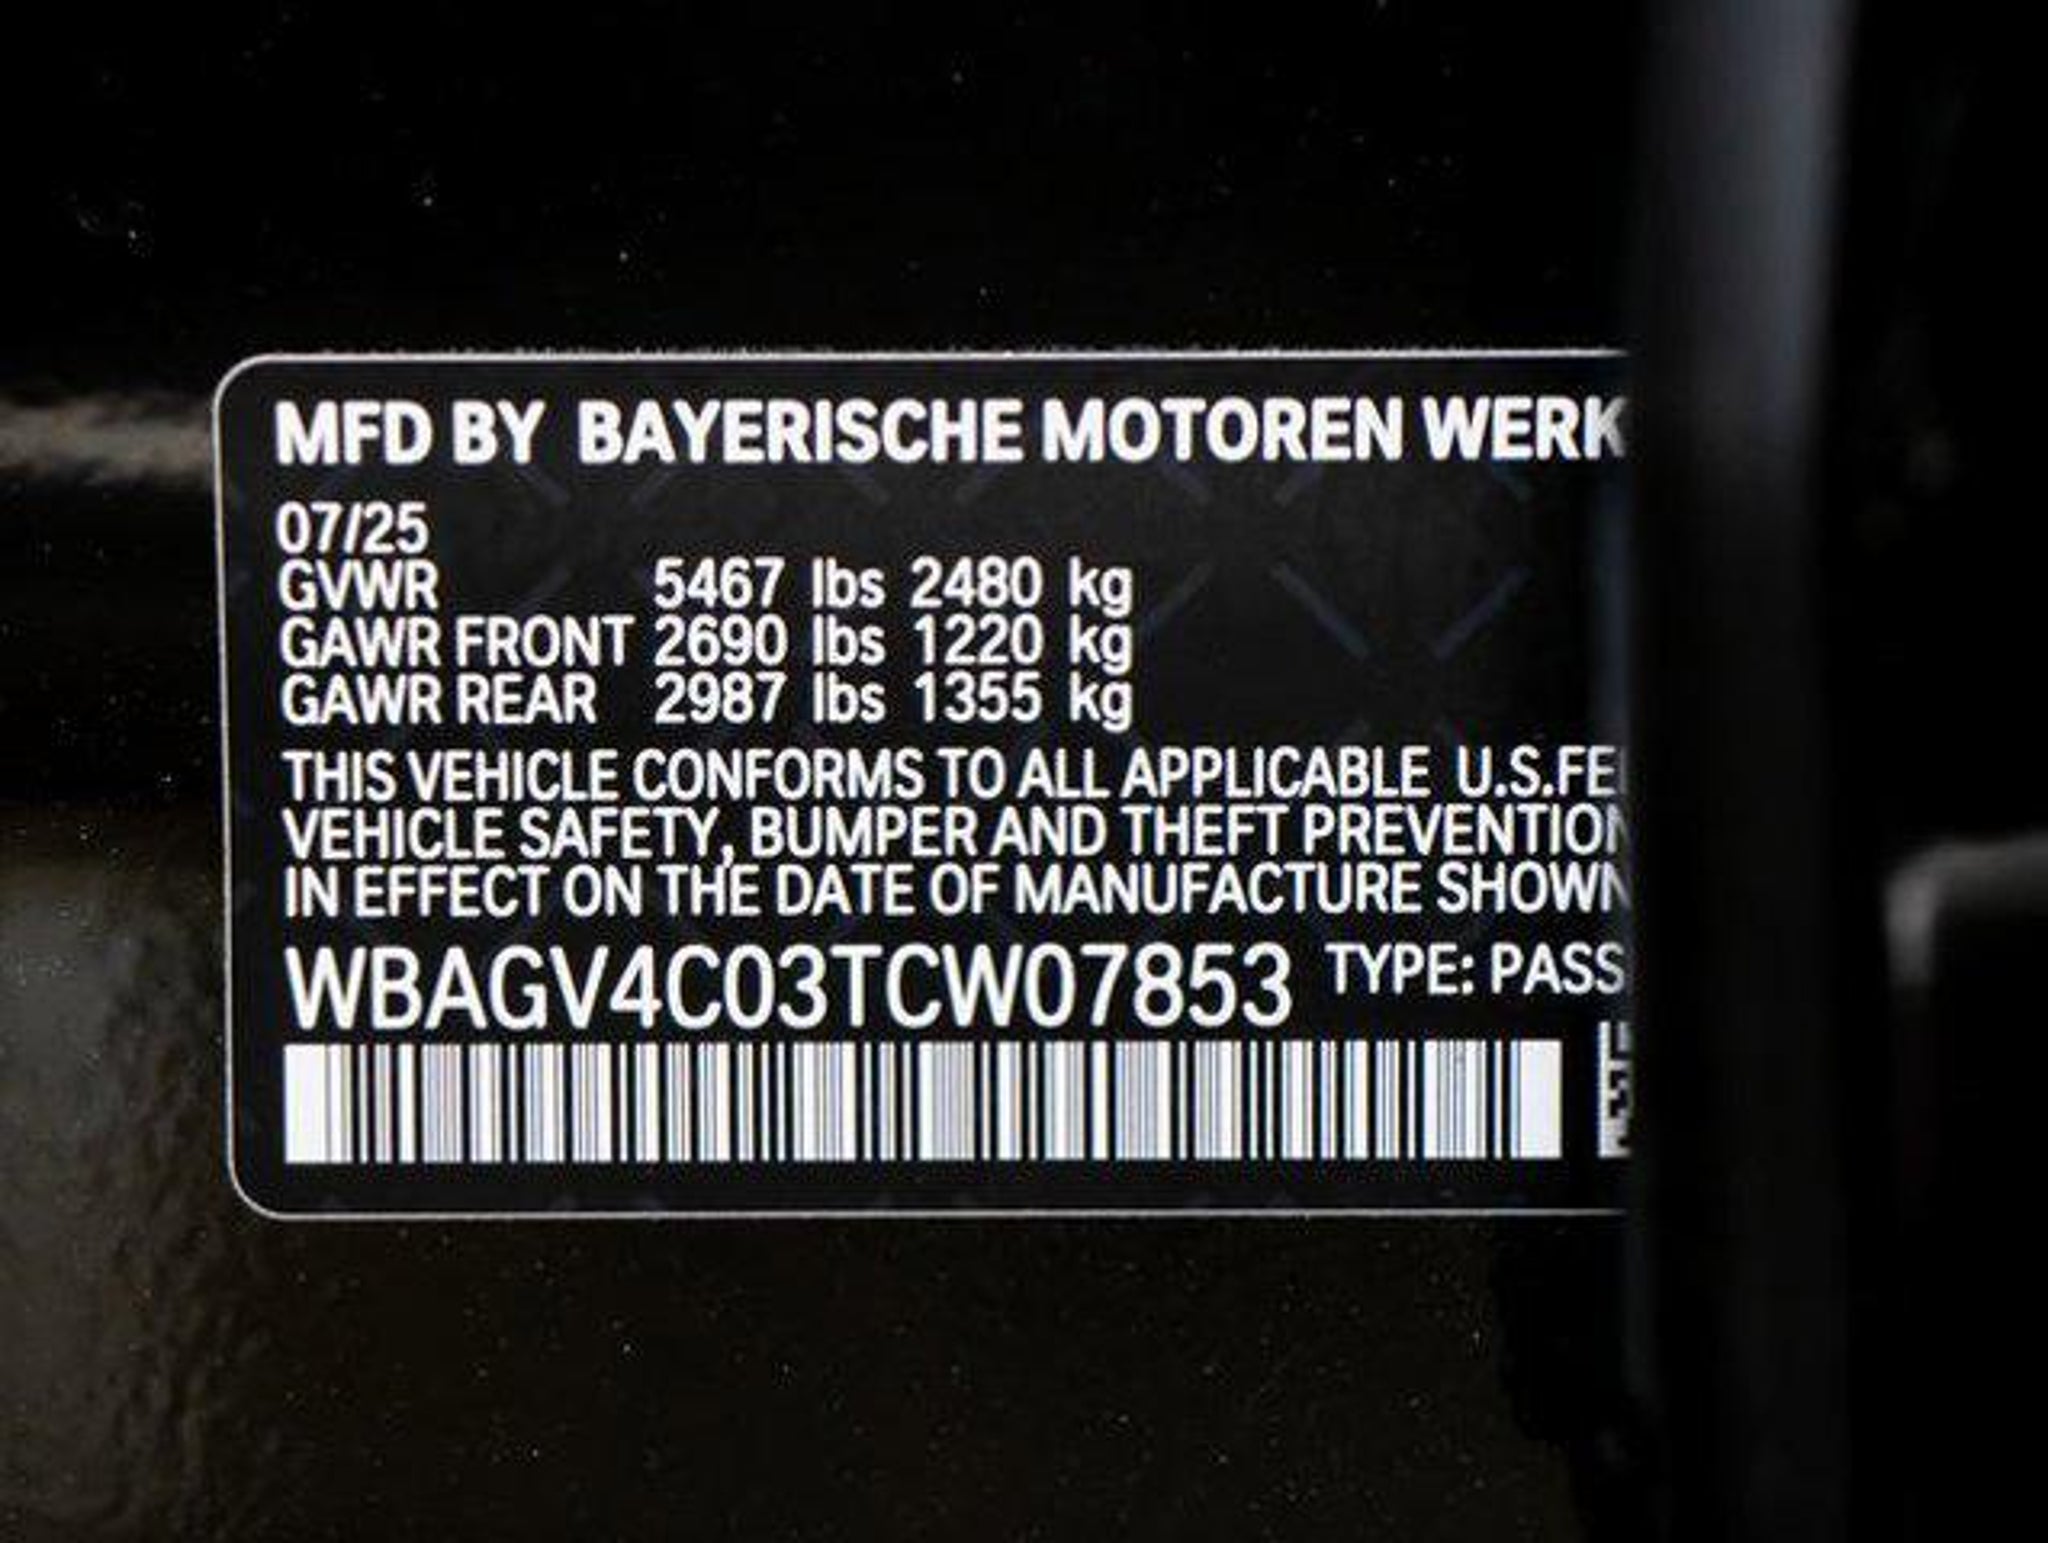 MFD BY BAYERISCHE MOTOREN WERK
07/25
GVWR 5467 lbs 2480 kg
GAWR FRONT 2690 lbs 1220 kg
GAWR REAR 2987 lbs 1355 kg
THIS VEHICLE CONFORMS TO ALL APPLICABLE U.S.FE
VEHICLE SAFETY, BUMPER AND THEFT PREVENTION
IN EFFECT ON THE DATE OF MANUFACTURE SHOWN
WBAGV4C03TCW07853 TYPE: PASS